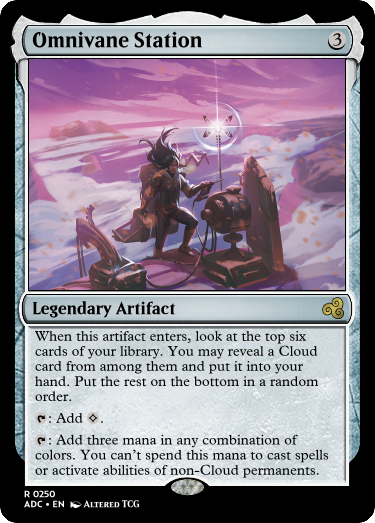 Omnivane Station 3
Legendary Artifact
When this artifact enters, look at the top six
cards of your library. You may reveal a Cloud
card from among them and put it into your
hand. Put the rest on the bottom in a random
order.
: Add .
: Add three mana in any combination of
colors. You can’t spend this mana to cast spells
or activate abilities of non-Cloud permanents.
R 0250
ADC • EN Altered TCG